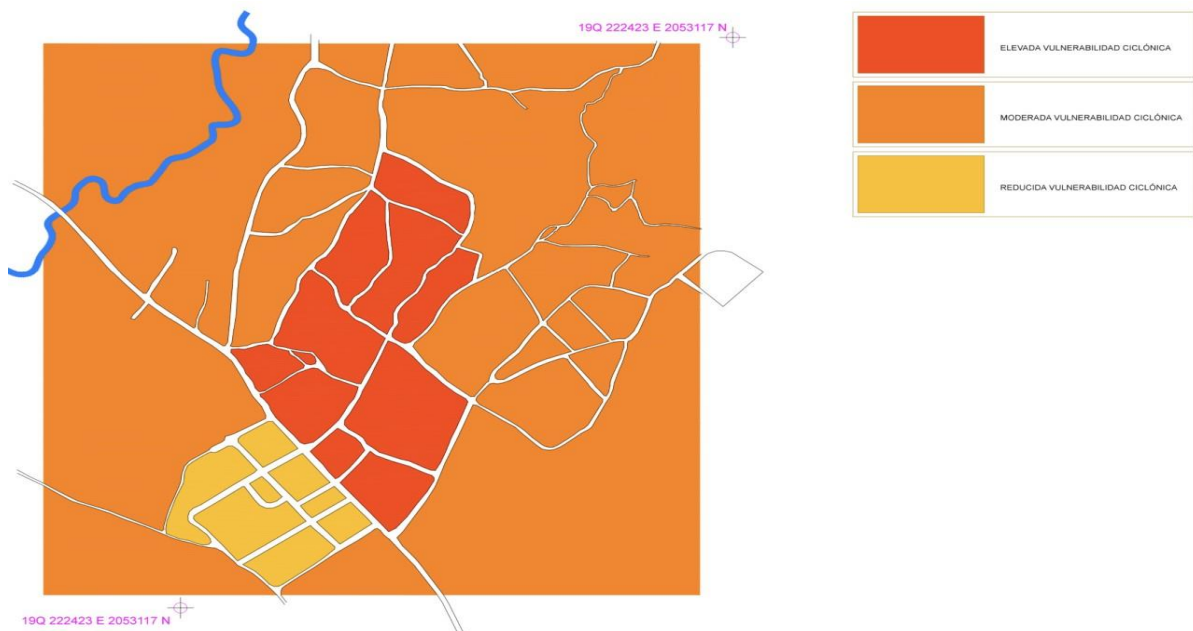 19Q 222423 E 2053117 N
ELEVADA VULNERABILIDAD CICLÓNICA
MODERADA VULNERABILIDAD CICLÓNICA
REDUCIDA VULNERABILIDAD CICLÓNICA
19Q 222423 E 2053117 N